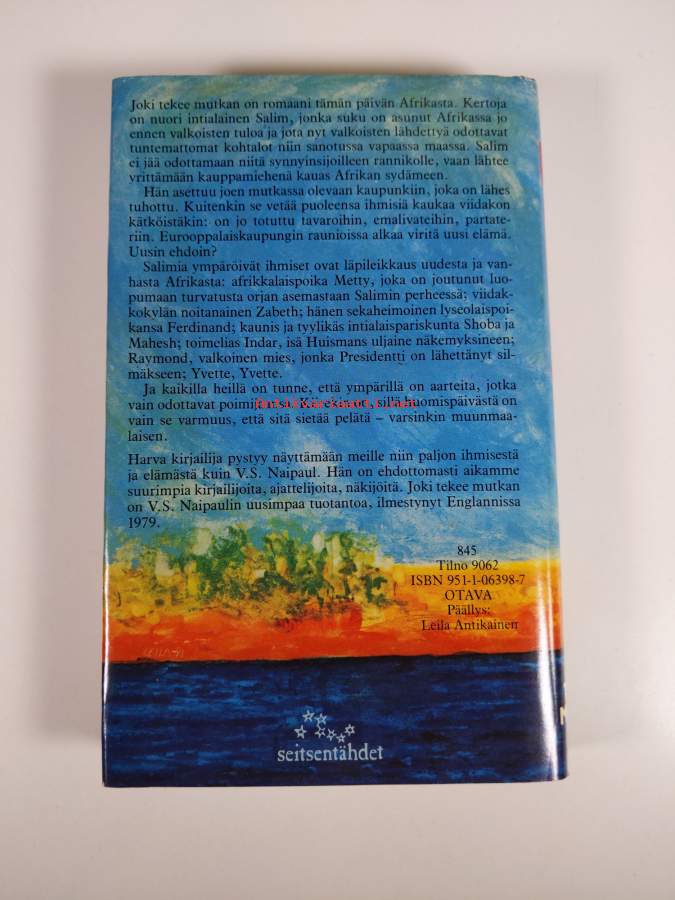 Joki tekee mutkan on romaani tämän päivän Afrikasta. Kertoja
on nuori intialainen Salim, jonka suku on asunut Afrikassa jo
ennen valkoisten tuloa ja jota nyt valkoisten lähdettyä odottavat
tuntemattomat kohtalot niin sanotussa vapaassa maassa. Salim
ei jää odottamaan niitä synnyinsijoilleen rannikolle, vaan lähtee
yrittämään kauppamiehenä kauas Afrikan sydämeen.
Hän asettuu joen mutkassa olevaan kaupunkiin, joka on lähes
tuhottu. Kuitenkin se vetää puoleensa ihmisiä kaukaa viidakon
kätköistäkin: on jo totuttu tavaroihin, emalivateihin, partate-
riin. Eurooppalaiskaupungin raunioissa alkaa viritä uusi elämä.
Uusin ehdoin?
Salimia ympäröivät ihmiset ovat läpileikkaus uudesta ja van-
hasta Afrikasta: afrikkalaispoika Metty, joka on joutunut luo-
pumaan turvatusta orjan asemastaan Salimin perheessä; viidak-
kokylän noitanainen Zabeth; hänen sekaheimoinen lyseolaispoi-
kansa Ferdinand; kaunis ja tyylikäs intialaispariskunta Shoba ja
Mahesh; toimelias Indar, isä Huismans uljaine näkemyksineen;
Raymond, valkoinen mies, jonka Presidentti on lähettänyt sil-
mäkseen; Yvette, Yvette.
Ja kaikilla heillä on tunne, että ympärillä on aarteita, jotka
vain odottavat sillä huomispäivästä on
vain se varmuus, että sitä sietää pelätä – varsinkin muunmaa-
laisen.
Harva kirjailija pystyy näyttämään meille niin paljon ihmisestä
ja elämästä kuin V.S. Naipaul. Hän on ehdottomasti aikamme
suurimpia kirjailijoita, ajattelijoita, näkijöitä. Joki tekee mutkan
on V.S. Naipaulin uusimpaa tuotantoa, ilmestynyt Englannissa
1979.
845
Tilno 9062
ISBN 951-1-06398-7
OTAVA
Päällys:
Leila Antikainen
seitsentähdet